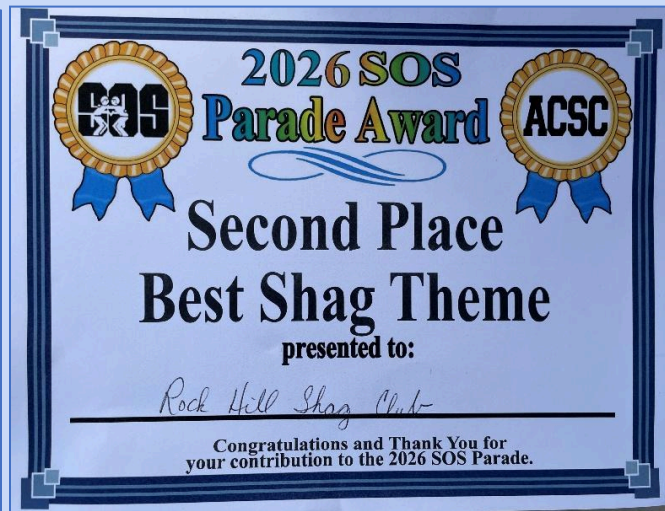 2026 SOS
SOS
Parade Award
ACSC
Second Place
Best Shag Theme
presented to:
Rock Hill Shag Club
Congratulations and Thank You for
your contribution to the 2026 SOS Parade.